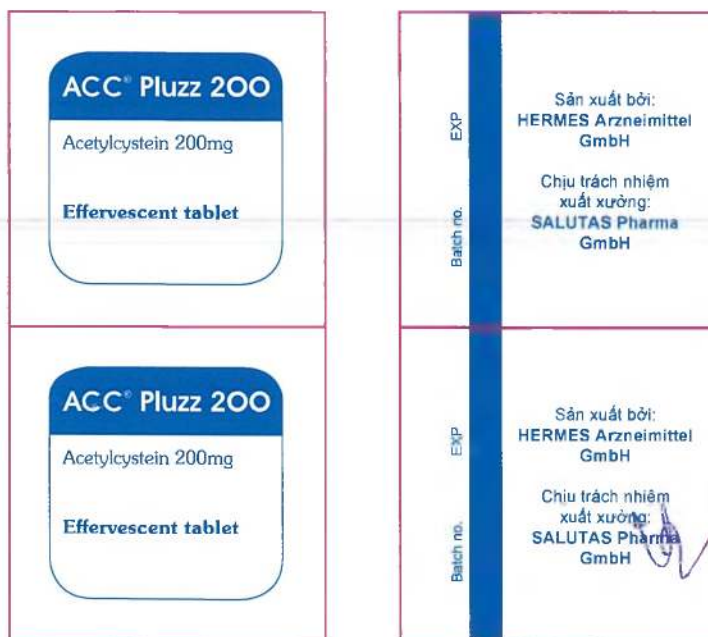 ACC® Pluzz 200
Acetylcystein 200mg
Effervescent tablet
EXP
Batch no.
Sản xuất bởi:
HERMES Arzneimittel
GmbH
Chịu trách nhiệm
xuất xưởng:
SALUTAS Pharma
GmbH
ACC® Pluzz 200
Acetylcystein 200mg
Effervescent tablet
EXP
Batch no.
Sản xuất bởi:
HERMES Arzneimittel
GmbH
Chịu trách nhiệm
xuất xưởng:
SALUTAS Pharma
GmbH